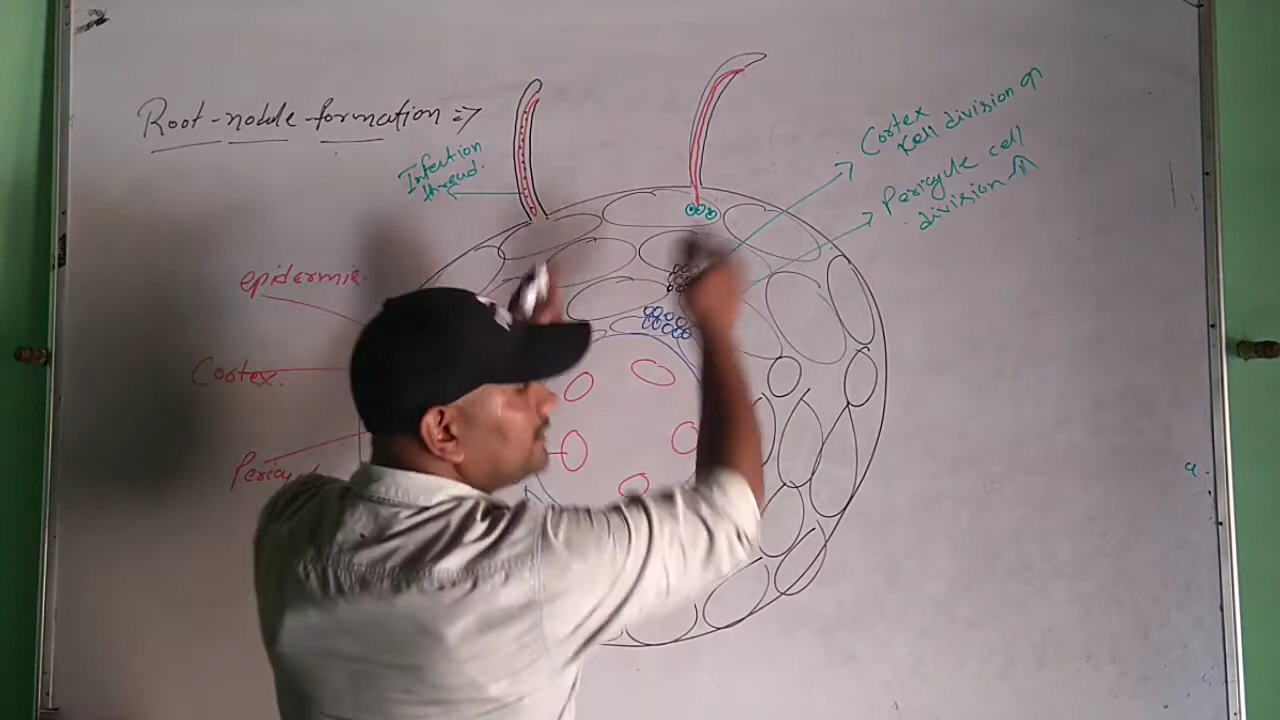 Root-nodule-formation =>
Infection
thread.
Cortex
cell division ↑
Pericycle cell
division ↑
epidermis.
Cortex.